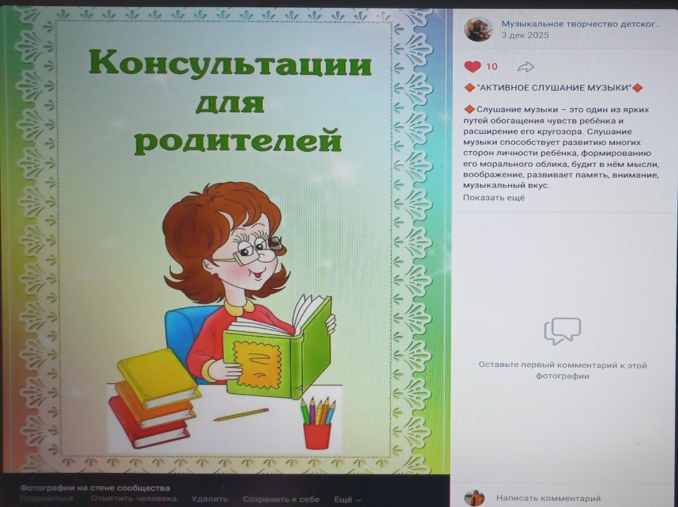 Консультации
для
родителей
Музыкальное творчество детског...
3 дек 2025
10
🔶"АКТИВНОЕ СЛУШАНИЕ МУЗЫКИ"🔶
🔶Слушание музыки – это один из ярких
путей обогащения чувств ребёнка и
расширение его кругозора. Слушание
музыки способствует развитию многих
сторон личности ребёнка, формированию
его морального облика, будит в нём мысли,
воображение, развивает память, внимание,
музыкальный вкус.
Показать ещё
Оставьте первый комментарий к этой
фотографии
Фотографии на стене сообщества
Поделиться Отметить человека Удалить Сохранить к себе Ещё
Написать комментарий...